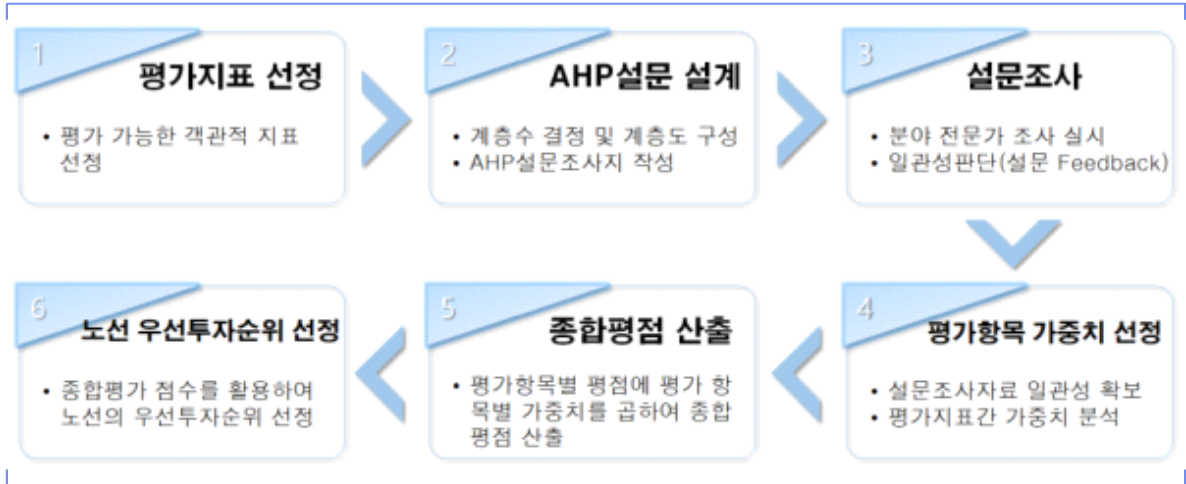 1
평가지표 선정
• 평가 가능한 객관적 지표
선정
2
AHP설문 설계
• 계층수 결정 및 계층도 구성
• AHP설문조사지 작성
3
설문조사
• 분야 전문가 조사 실시
• 일관성판단(설문 Feedback)
4
평가항목 가중치 선정
• 설문조사자료 일관성 확보
• 평가지표간 가중치 분석
5
종합평점 산출
• 평가항목별 평점에 평가 항
목별 가중치를 곱하여 종합
평점 산출
6
노선 우선투자순위 선정
• 종합평가 점수를 활용하여
노선의 우선투자순위 선정